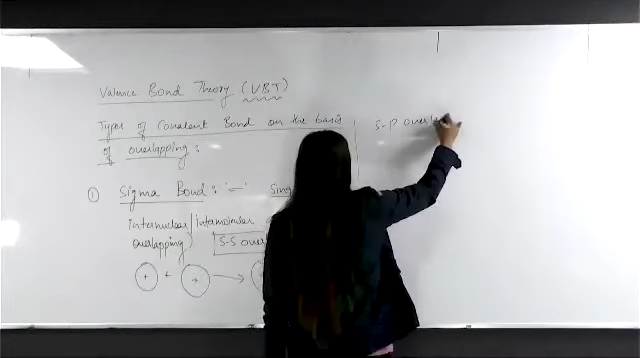 Valence Bond Theory (VBT)
Types of Covalent Bond on the basis
of overlapping:
① Sigma Bond: '—' Sing
internuclear/Intermolecular
overlapping) S-S over
+ + + →
S-P overl